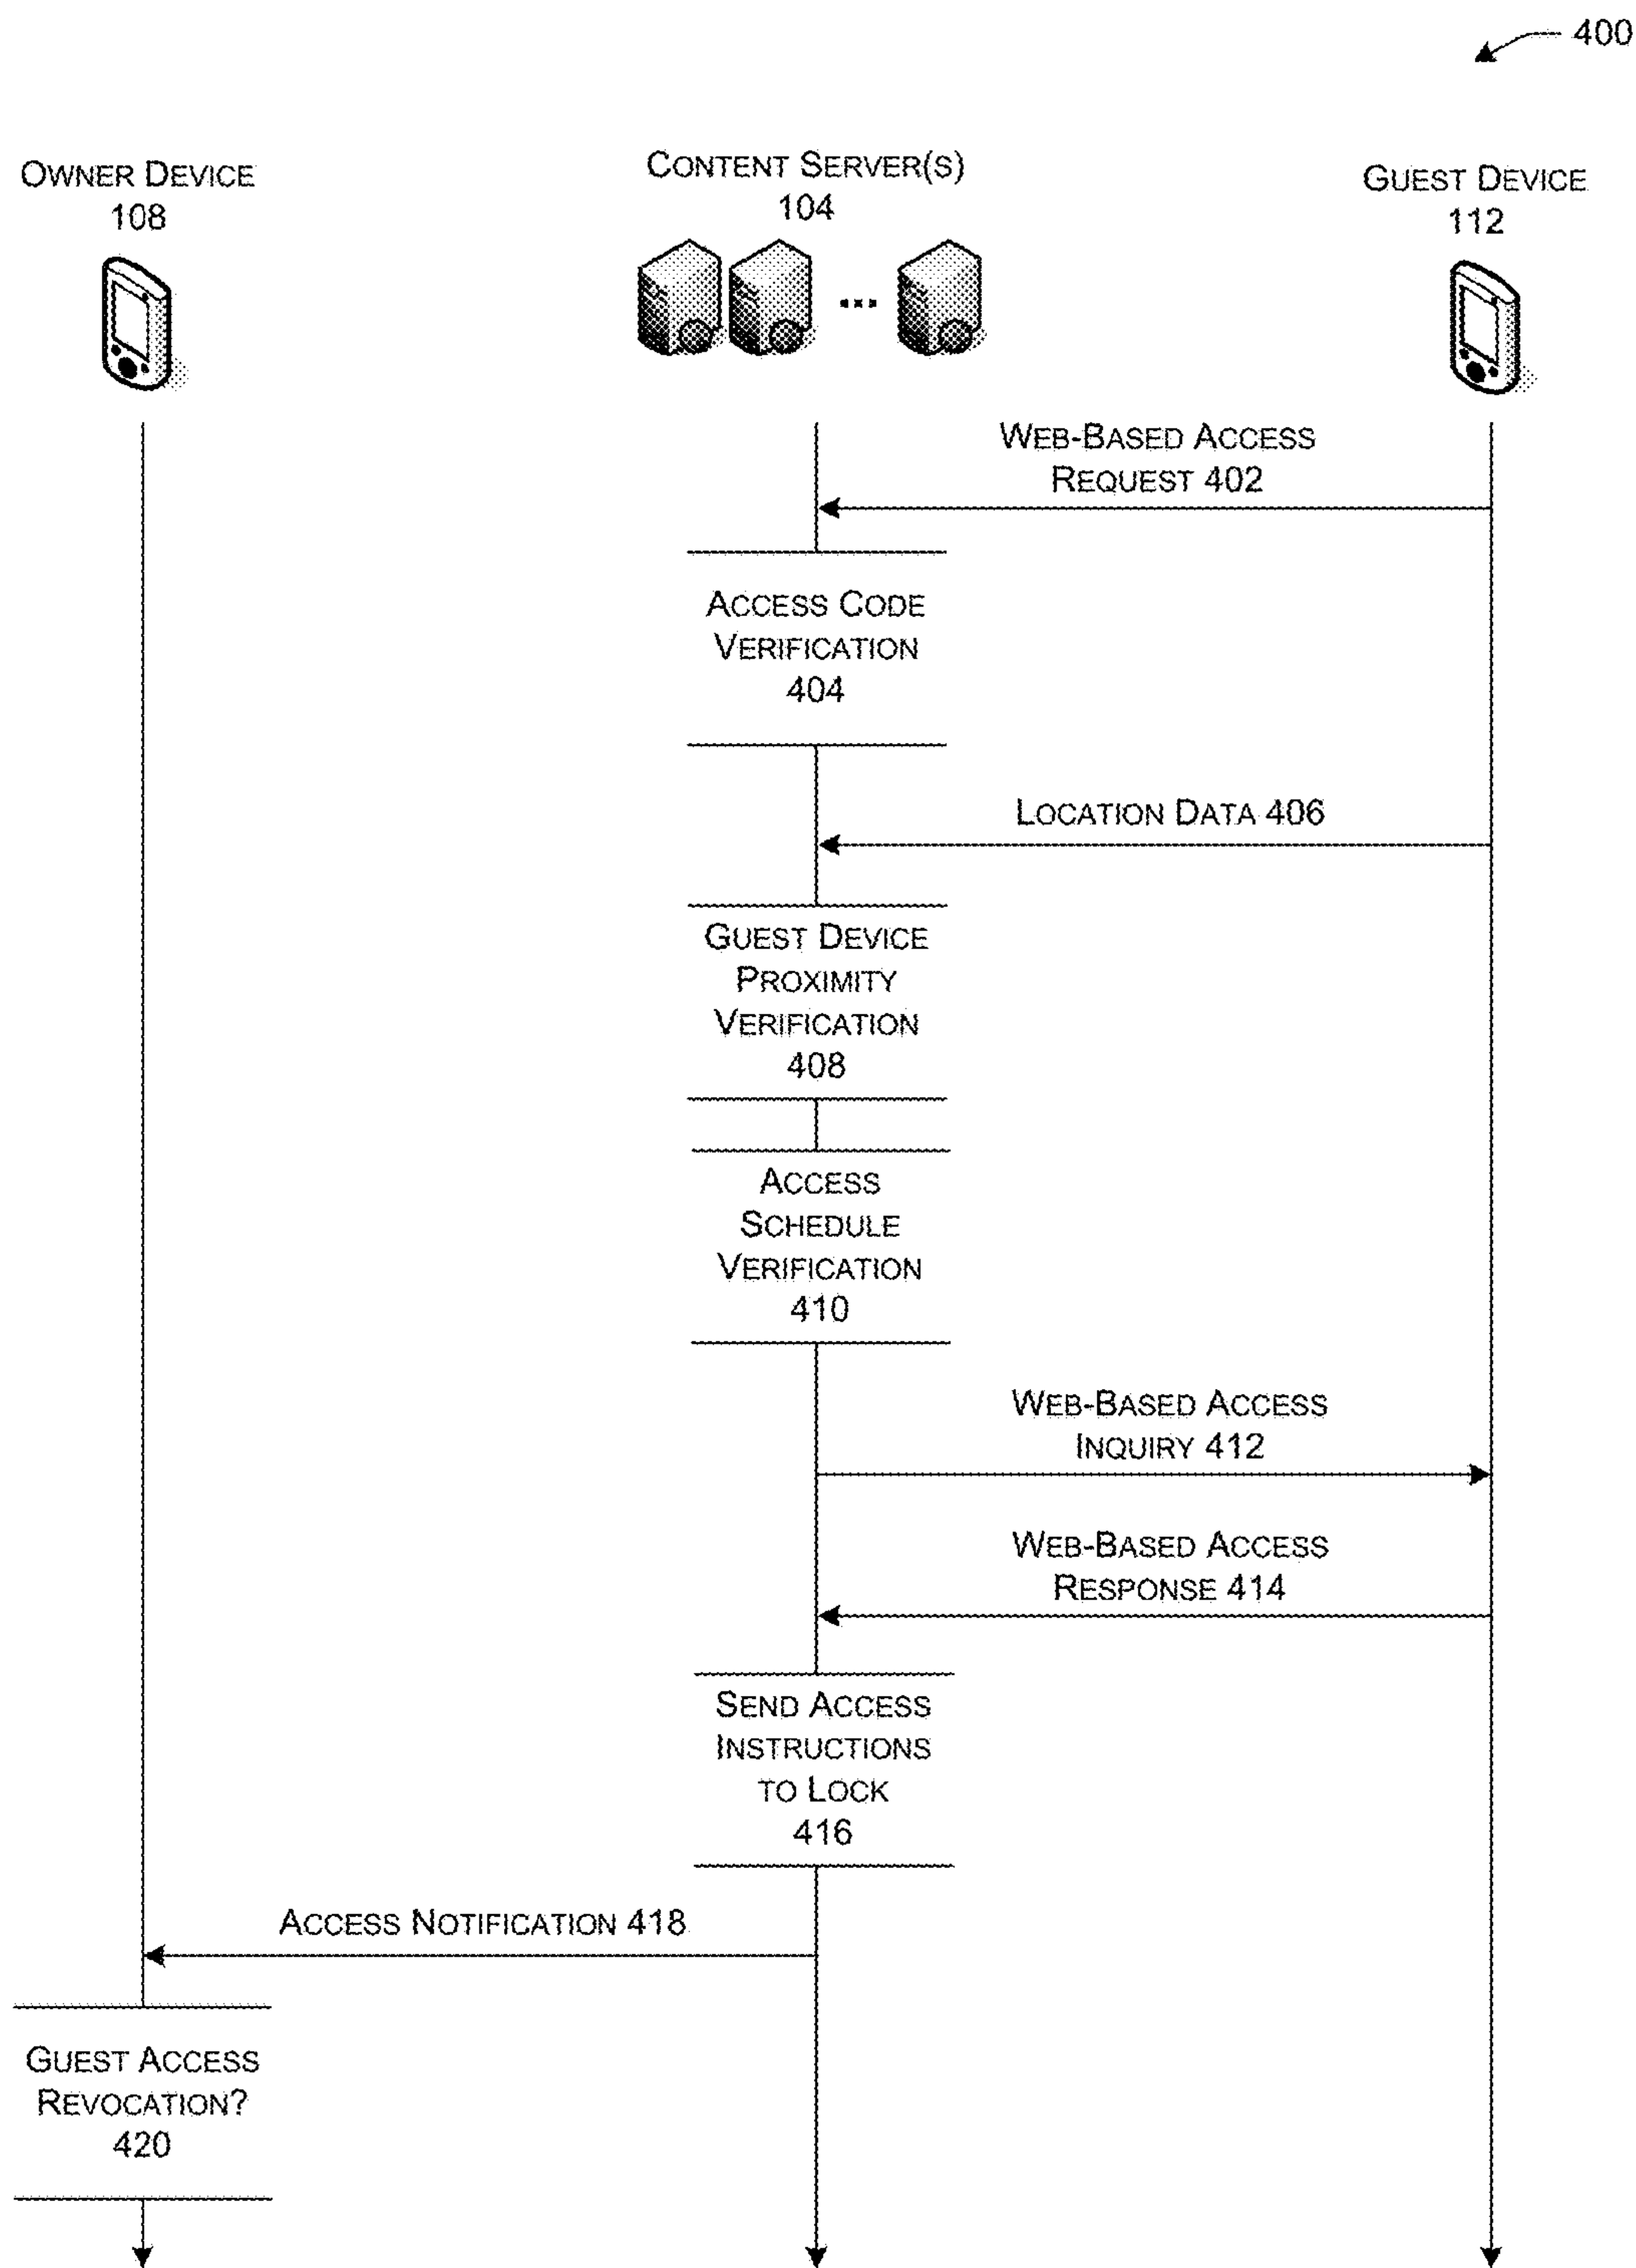 400
OWNER DEVICE
108
CONTENT SERVER(S)
104
GUEST DEVICE
112
WEB-BASED ACCESS
REQUEST 402
ACCESS CODE
VERIFICATION
404
LOCATION DATA 406
GUEST DEVICE
PROXIMITY
VERIFICATION
408
ACCESS
SCHEDULE
VERIFICATION
410
WEB-BASED ACCESS
INQUIRY 412
WEB-BASED ACCESS
RESPONSE 414
SEND ACCESS
INSTRUCTIONS
TO LOCK
416
ACCESS NOTIFICATION 418
GUEST ACCESS
REVOCATION?
420